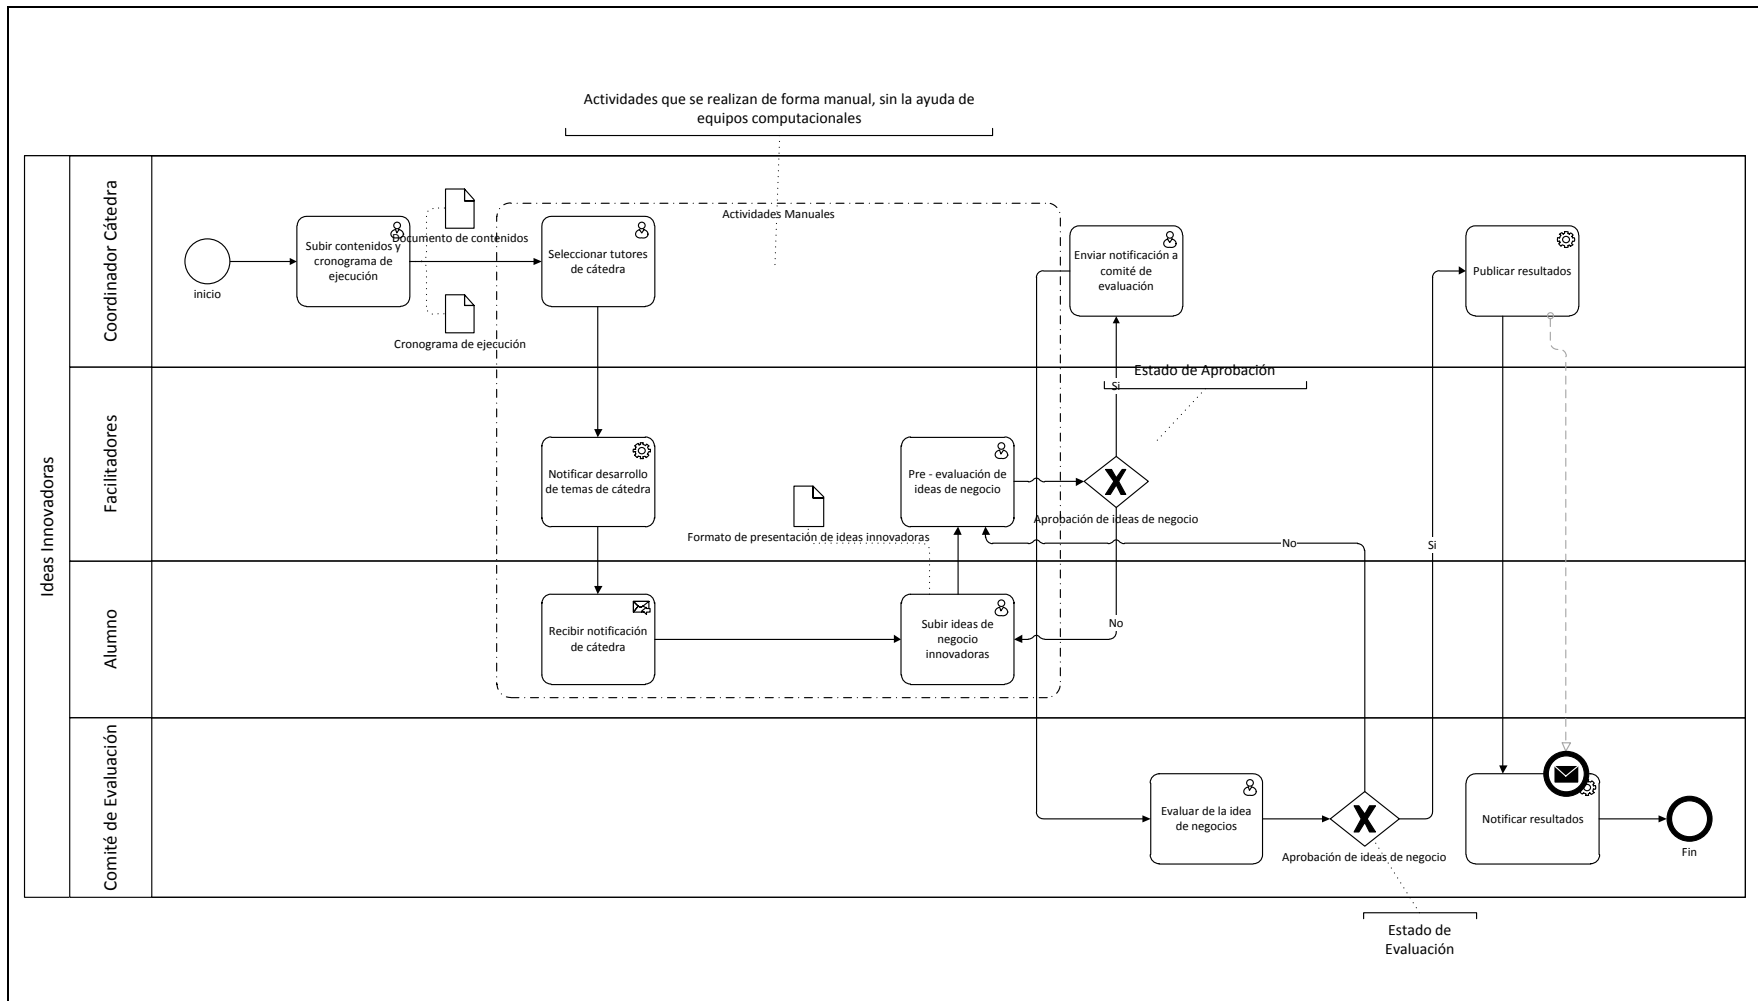 Actividades que se realizan de forma manual, sin la ayuda de
equipos computacionales
Ideas Innovadoras
Coordinador Cátedra
inicio
Subir contenidos y
cronograma de
ejecución
Documento de contenidos
Cronograma de ejecución
Actividades Manuales
Seleccionar tutores
de cátedra
Enviar notificación a
comité de
evaluación
Publicar resultados
Facilitadores
Notificar desarrollo
de temas de cátedra
Formato de presentación de ideas innovadoras
Pre - evaluación de
ideas de negocio
Estado de Aprobación
Si
Aprobación de ideas de negocio
No
Si
Alumno
Recibir notificación
de cátedra
Subir ideas de
negocio
innovadoras
No
Comité de Evaluación
Evaluar de la idea
de negocios
Aprobación de ideas de negocio
Notificar resultados
Fin
Estado de
Evaluación